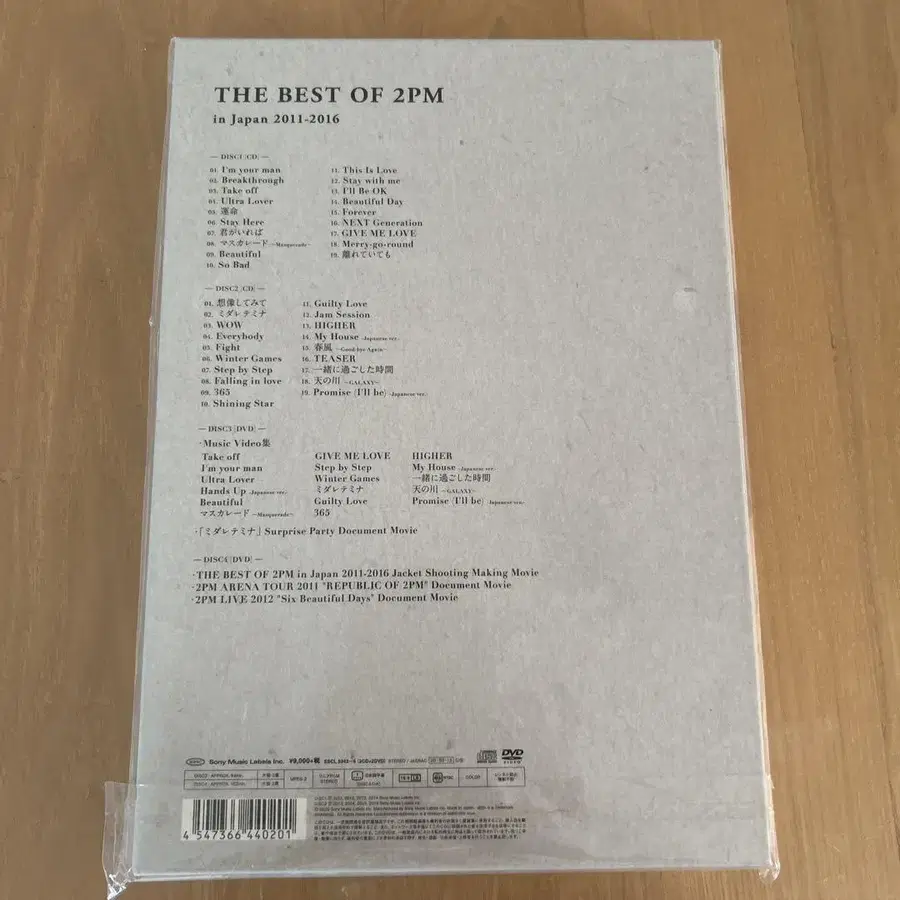 THE BEST OF 2PM
in Japan 2011-2016
— DISC1 [CD] —
01. I'm your man
02. Breakthrough
03. Take off
04. Ultra Lover
05. 運命
06. Stay Here
07. 君がいれば
08. マスカレード ~Masquerade~
09. Beautiful
10. So Bad
11. This Is Love
12. Stay with me
13. I'll Be OK
14. Beautiful Day
15. Forever
16. NEXT Generation
17. GIVE ME LOVE
18. Merry-go-round
19.離れていても
— DISC2 [CD] —
01. 想像してみて
02. ミダレテミナ
03. WOW
04. Everybody
05. Fight
06. Winter Games
07. Step by Step
08. Falling in love
09. 365
10. Shining Star
11. Guilty Love
12. Jam Session
13. HIGHER
14. My House -Japanese ver.-
15. 春風 ~Good-bye Again~
16. TEASER
17. 一緒に過ごした時間
18. 天の川 ~GALAXY~
19. Promise (I'll be) -Japanese ver.-
— DISC3 [DVD] —
・Music Video集
Take off
I'm your man
Ultra Lover
Hands Up -Japanese ver.-
Beautiful
マスカレード ~Masquerade~
GIVE ME LOVE
Step by Step
Winter Games
ミダレテミナ
Guilty Love
365
HIGHER
My House -Japanese ver.-
一緒に過ごした時間
天の川 ~GALAXY~
Promise (I'll be) -Japanese ver.-
・「ミダレテミナ」 Surprise Party Document Movie
— DISC4 [DVD] —
・THE BEST OF 2PM in Japan 2011-2016 Jacket Shooting Making Movie
・2PM ARENA TOUR 2011 "REPUBLIC OF 2PM" Document Movie
・2PM LIVE 2012 "Six Beautiful Days" Document Movie
Sony Music Labels Inc. ¥9,000+税
STEREO / JASRAC
DVD
MPEG-2
COLOR
4 547366 440201